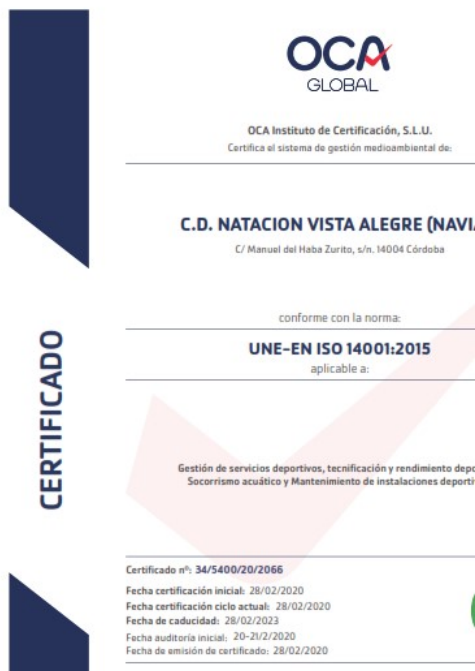 OCA
GLOBAL
OCA Instituto de Certificación, S.L.U.
Certifica el sistema de gestión medioambiental de:
C.D. NATACION VISTA ALEGRE (NAVIA
C/ Manuel del Haba Zurito, s/n. 14004 Córdoba
conforme con la norma:
UNE-EN ISO 14001:2015
aplicable a:
CERTIFICADO
Gestión de servicios deportivos, tecnificación y rendimiento depo
Socorrismo acuático y Mantenimiento de instalaciones deporti
Certificado nº: 34/5400/20/2066
Fecha certificación inicial: 28/02/2020
Fecha certificación ciclo actual: 28/02/2020
Fecha de caducidad: 28/02/2023
Fecha auditoría inicial: 20-21/2/2020
Fecha de emisión de certificado: 28/02/2020